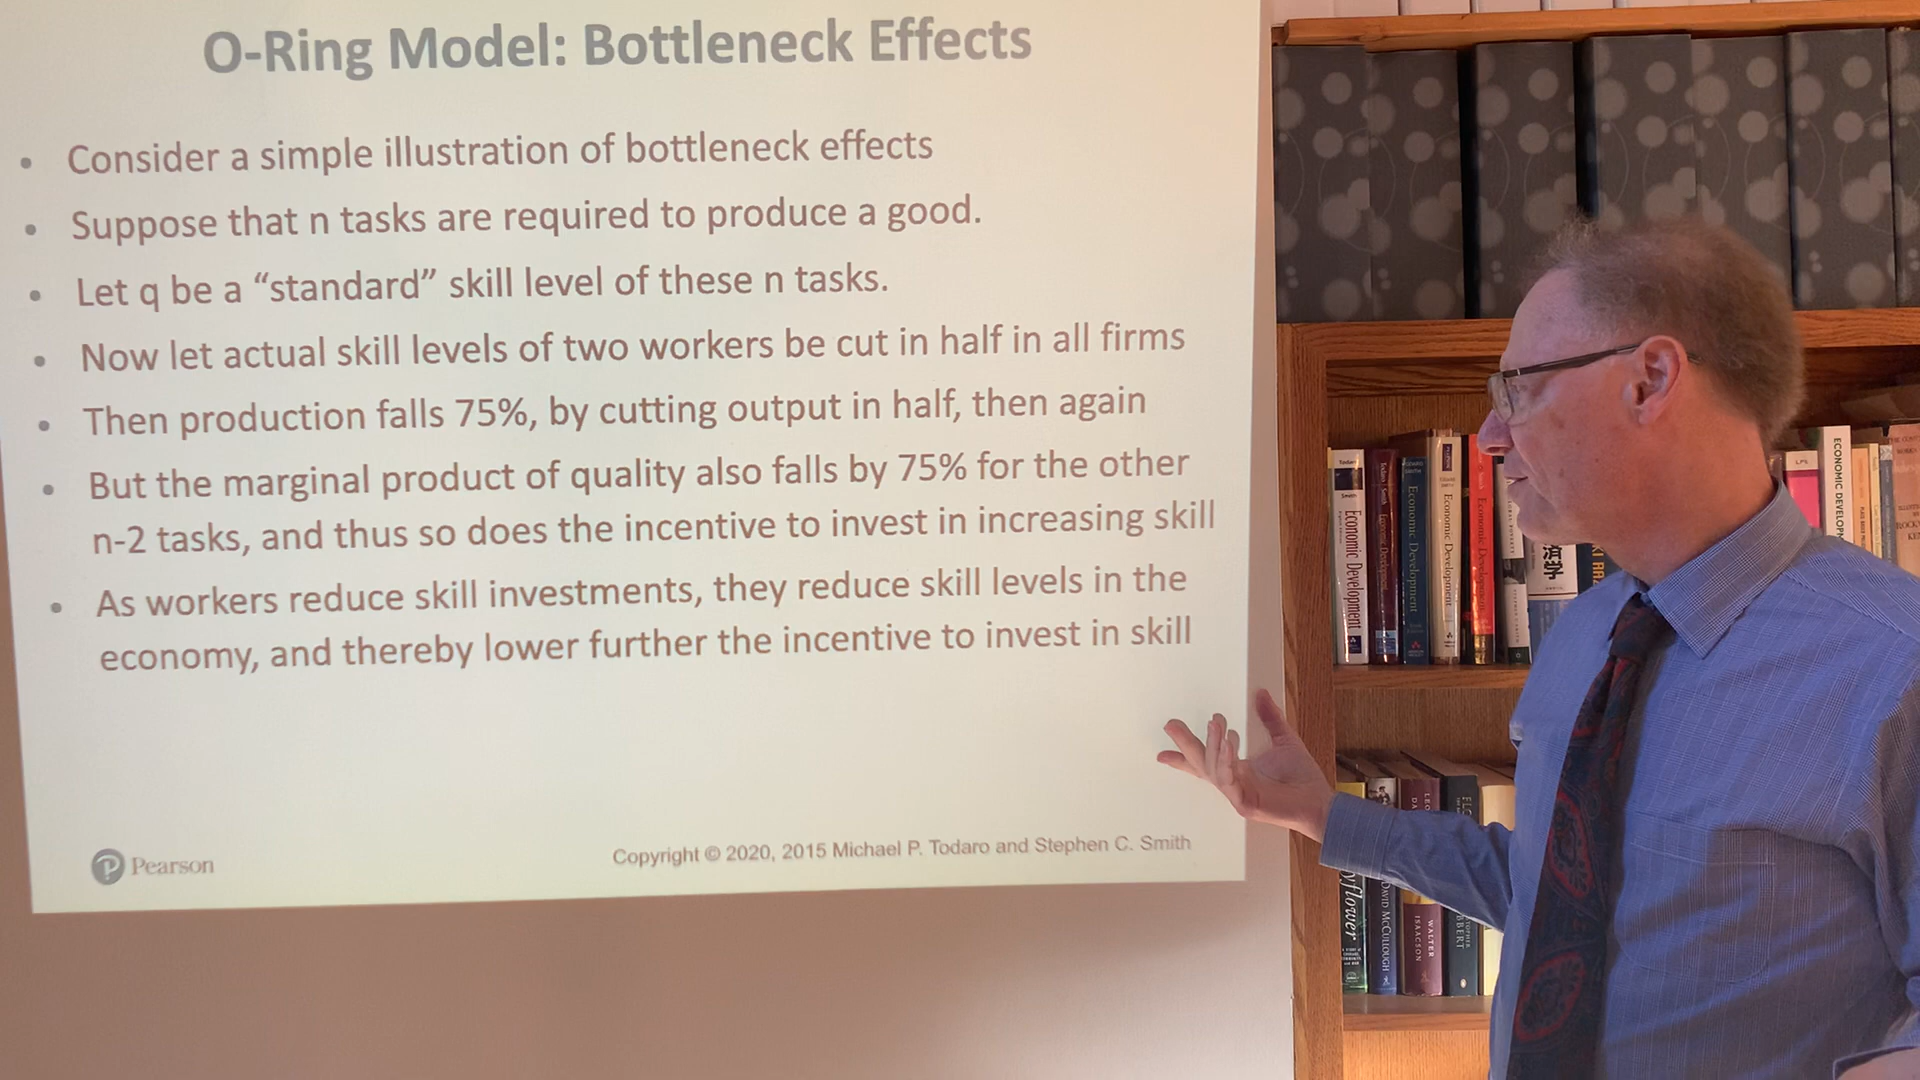 O-Ring Model: Bottleneck Effects
• Consider a simple illustration of bottleneck effects
• Suppose that n tasks are required to produce a good.
• Let q be a “standard” skill level of these n tasks.
• Now let actual skill levels of two workers be cut in half in all firms
• Then production falls 75%, by cutting output in half, then again
• But the marginal product of quality also falls by 75% for the other
n-2 tasks, and thus so does the incentive to invest in increasing skill
• As workers reduce skill investments, they reduce skill levels in the
economy, and thereby lower further the incentive to invest in skill
P Pearson
Copyright © 2020, 2015 Michael P. Todaro and Stephen C. Smith
Todaro
Smith
Economic Development
Economic Development
Economic Development
Economic Development
LPS
ECONOMIC DEVELOPM
DAVID McCULLOUGH
WALTER
ISAACSON